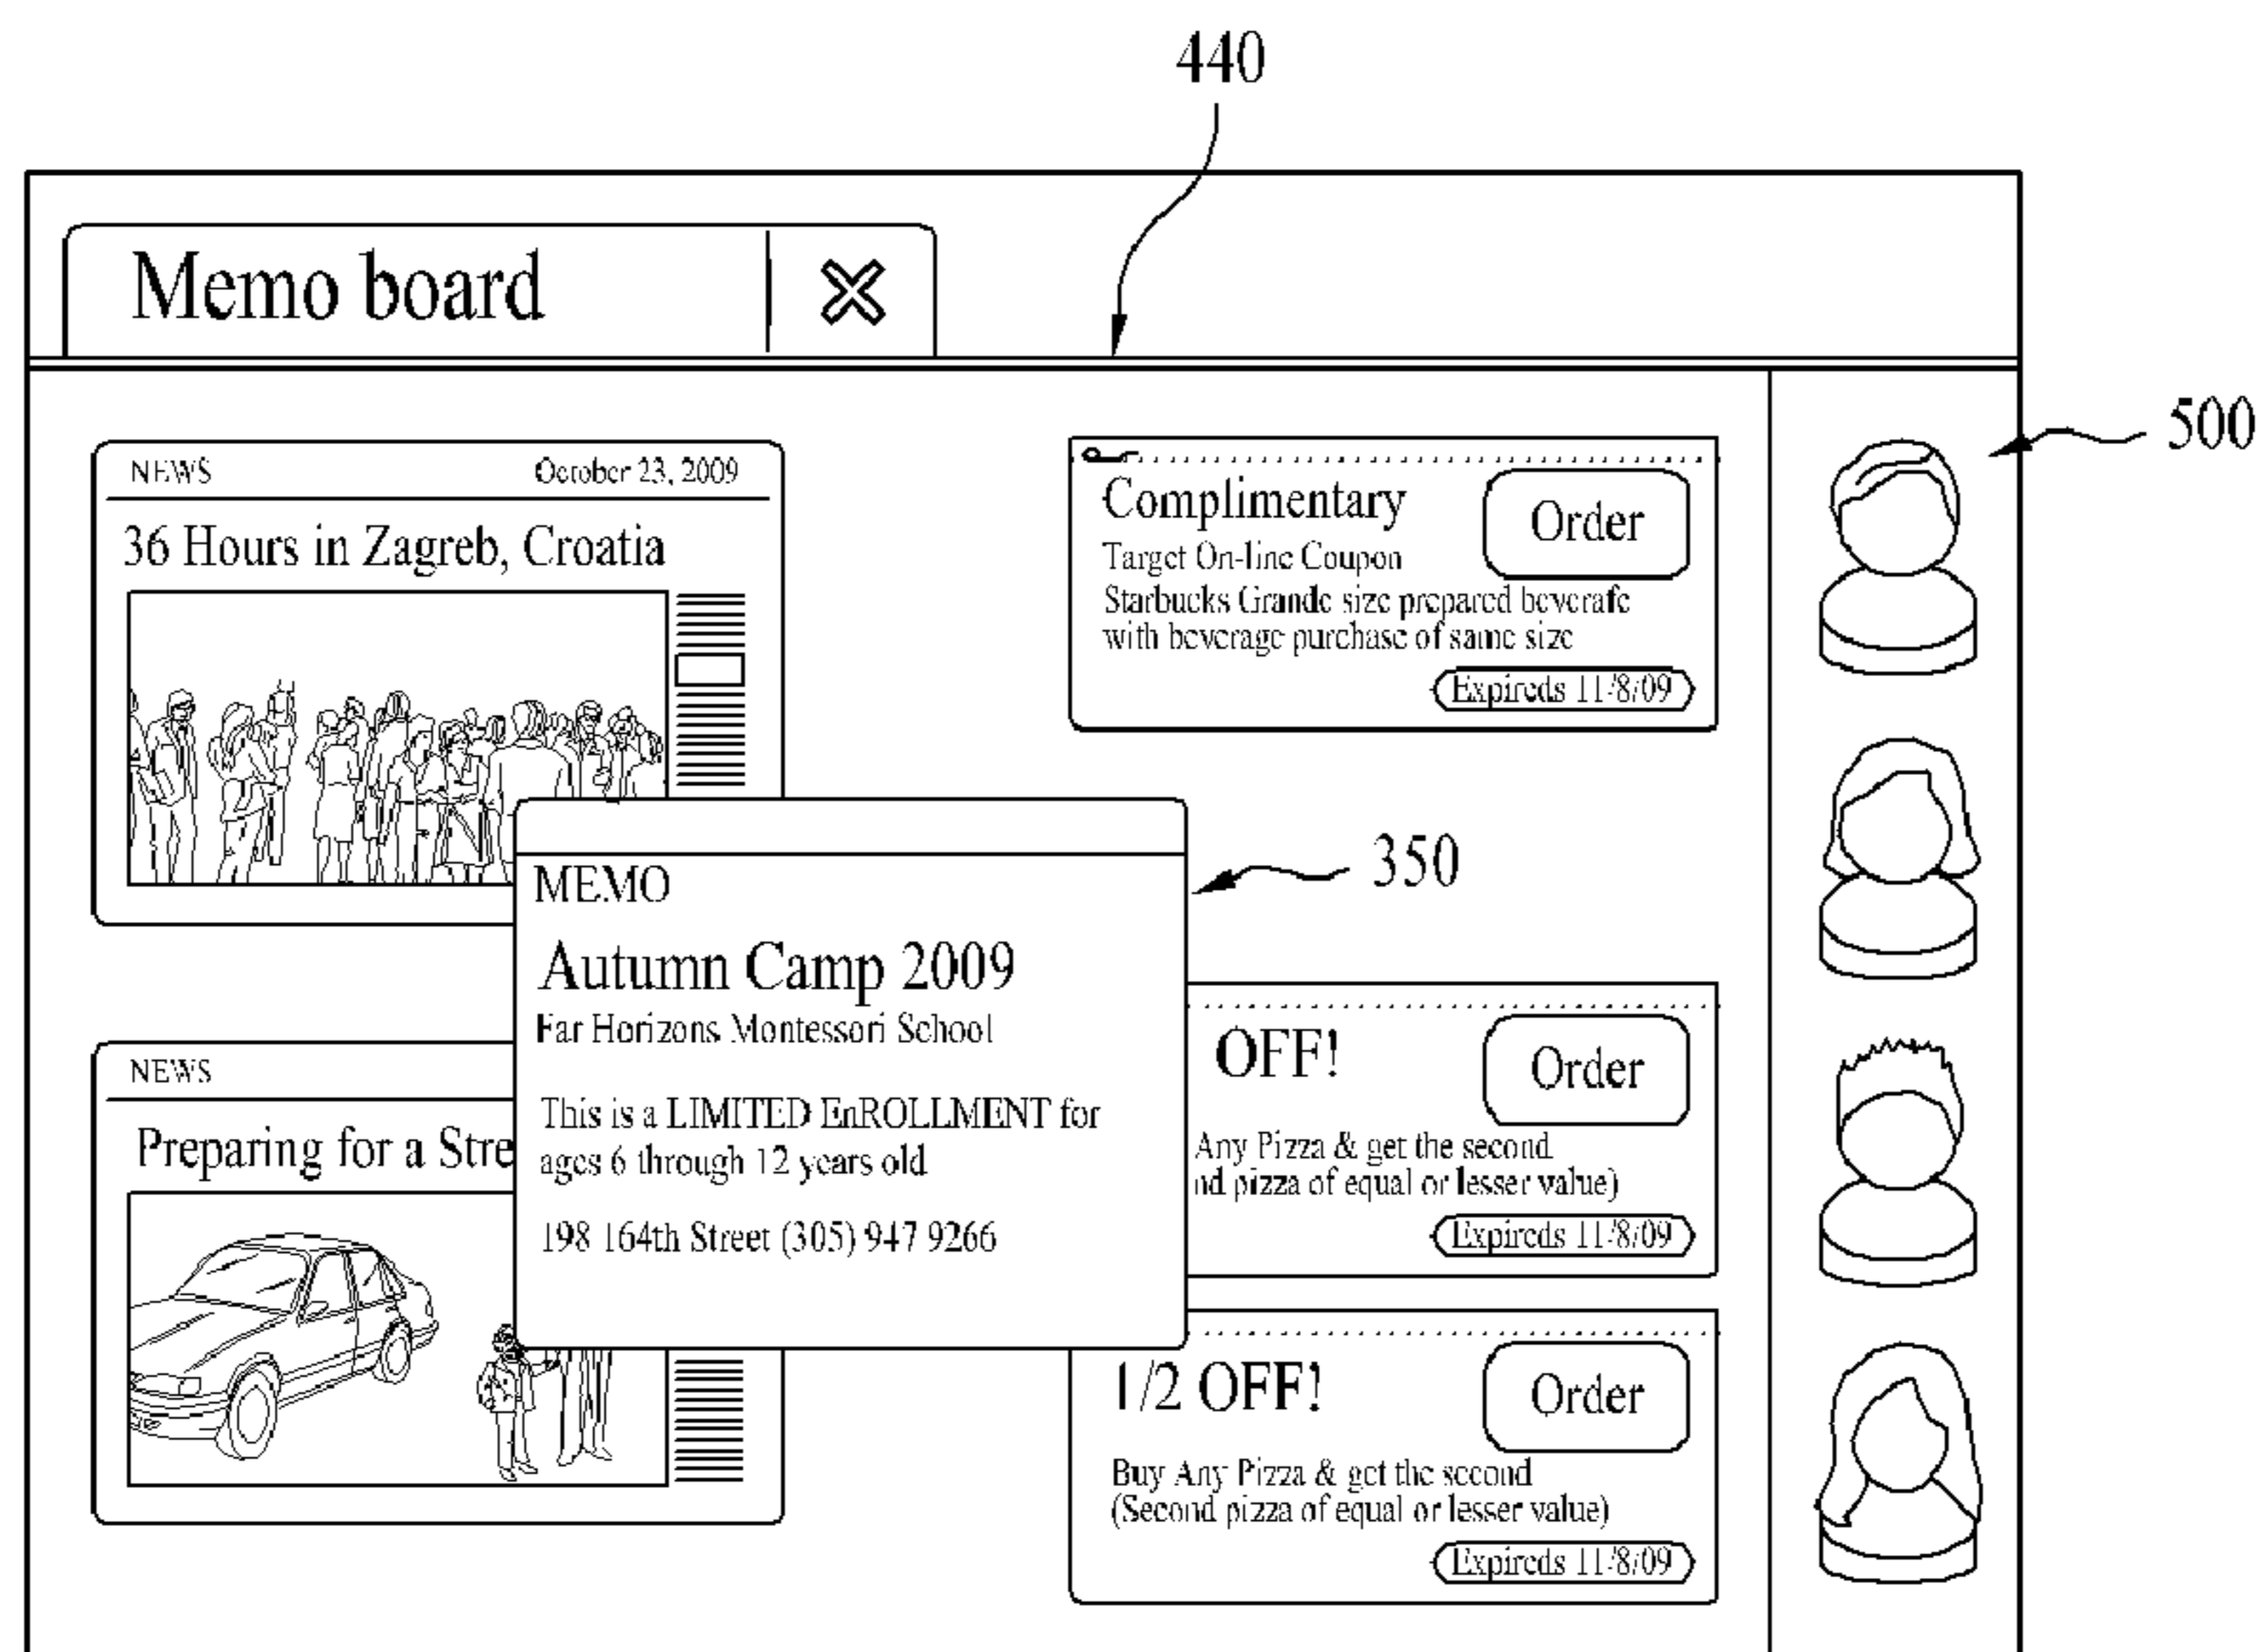 440
Memo board
500
NEWS October 23, 2009
36 Hours in Zagreb, Croatia
Complimentary
Order
Target On-line Coupon
Starbucks Grande size prepared beverafe
with beverage purchase of same size
Expireds 11/8/09
350
MEMO
Autumn Camp 2009
Far Horizons Montessori School
This is a LIMITED EnROLLMENT for
ages 6 through 12 years old
198 164th Street (305) 947 9266
NEWS
Preparing for a Stre
OFF!
Order
Any Pizza & get the second
nd pizza of equal or lesser value)
Expireds 11/8/09
1/2 OFF!
Order
Buy Any Pizza & get the second
(Second pizza of equal or lesser value)
Expireds 11/8/09